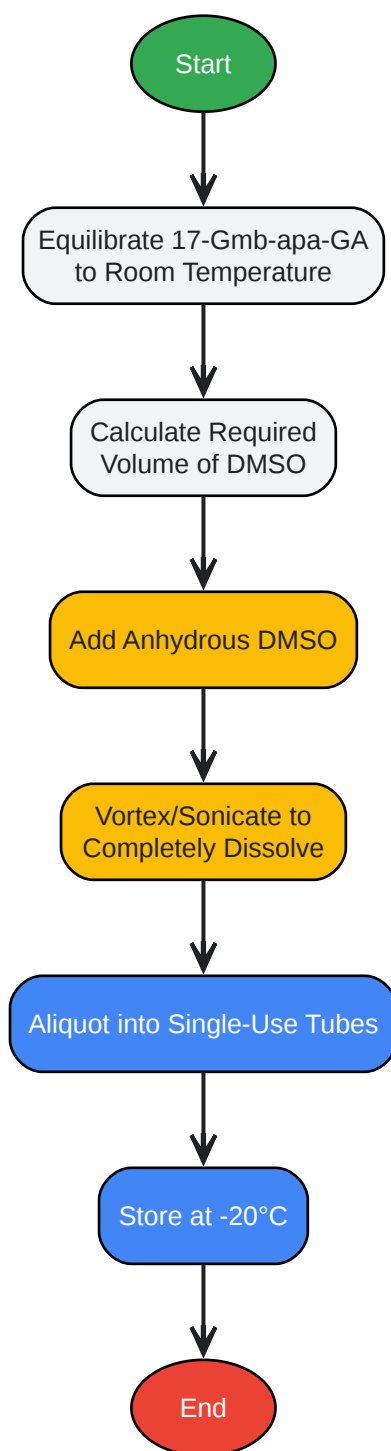 Start
Equilibrate 17-Gmb-apa-GA
to Room Temperature
Calculate Required
Volume of DMSO
Add Anhydrous DMSO
Vortex/Sonicate to
Completely Dissolve
Aliquot into Single-Use Tubes
Store at -20°C
End